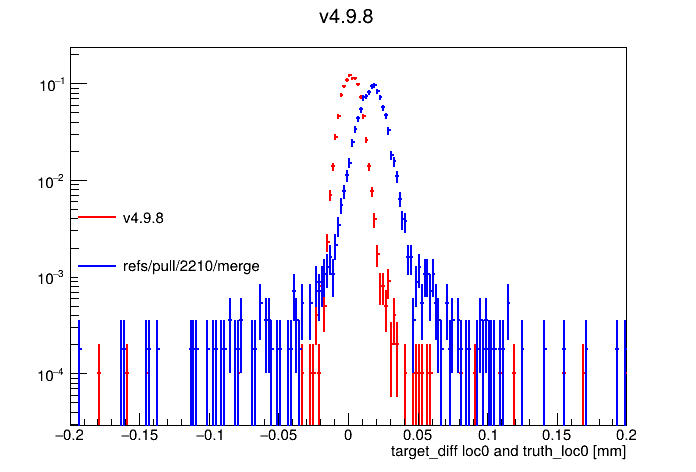 v4.9.8
10⁻¹
10⁻²
10⁻³
10⁻⁴
v4.9.8
refs/pull/2210/merge
−0.2 −0.15 −0.1 −0.05 0 0.05 0.1 0.15 0.2
target_diff loc0 and truth_loc0 [mm]